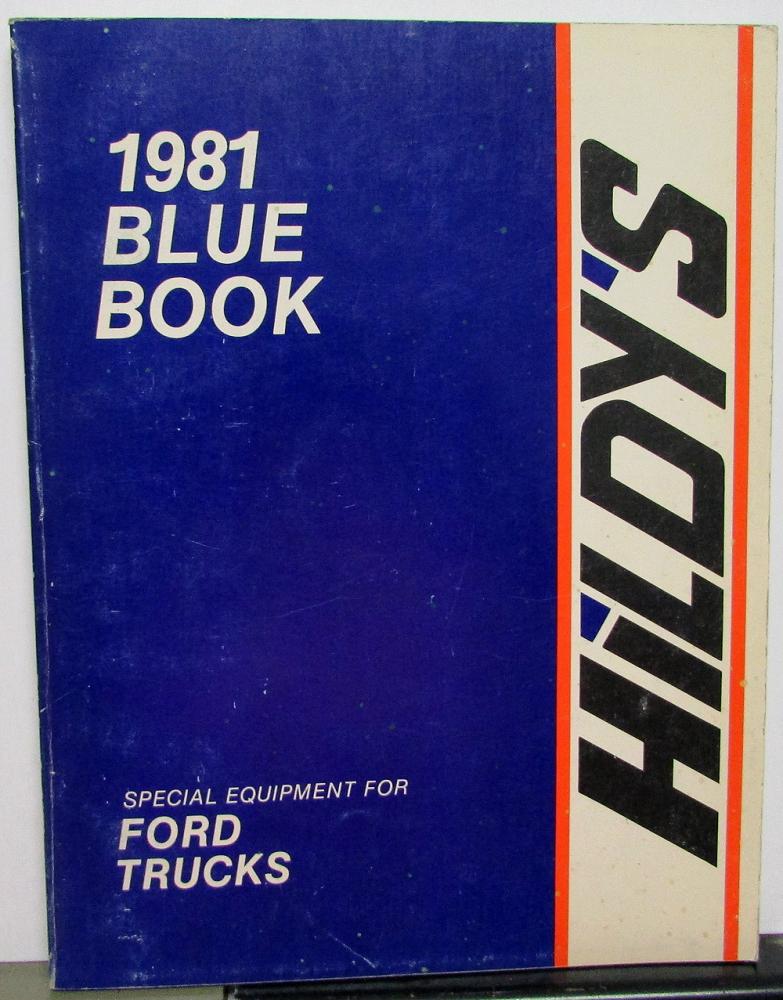 1981
BLUE
BOOK
SPECIAL EQUIPMENT FOR
FORD
TRUCKS
HiLDY'S